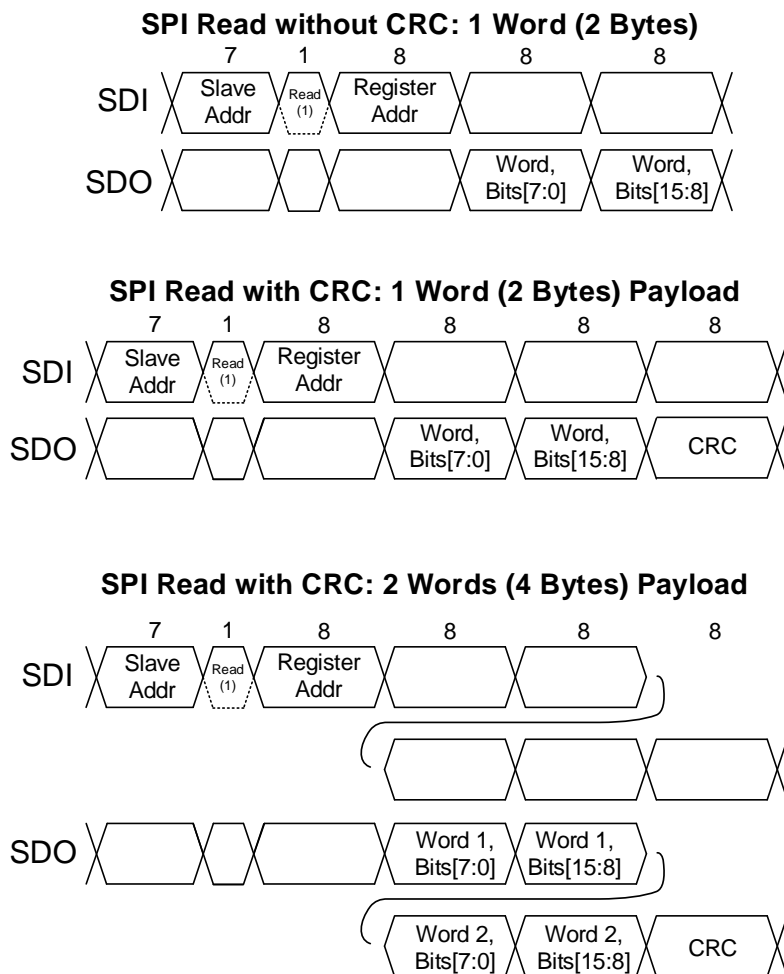 SPI Read without CRC: 1 Word (2 Bytes)
7 1 8 8 8
SDI Slave Addr Read (1) Register Addr
SDO Word, Bits[7:0] Word, Bits[15:8]
SPI Read with CRC: 1 Word (2 Bytes) Payload
7 1 8 8 8 8
SDI Slave Addr Read (1) Register Addr
SDO Word, Bits[7:0] Word, Bits[15:8] CRC
SPI Read with CRC: 2 Words (4 Bytes) Payload
7 1 8 8 8 8
SDI Slave Addr Read (1) Register Addr
SDO Word 1, Bits[7:0] Word 1, Bits[15:8]
Word 2, Bits[7:0] Word 2, Bits[15:8] CRC